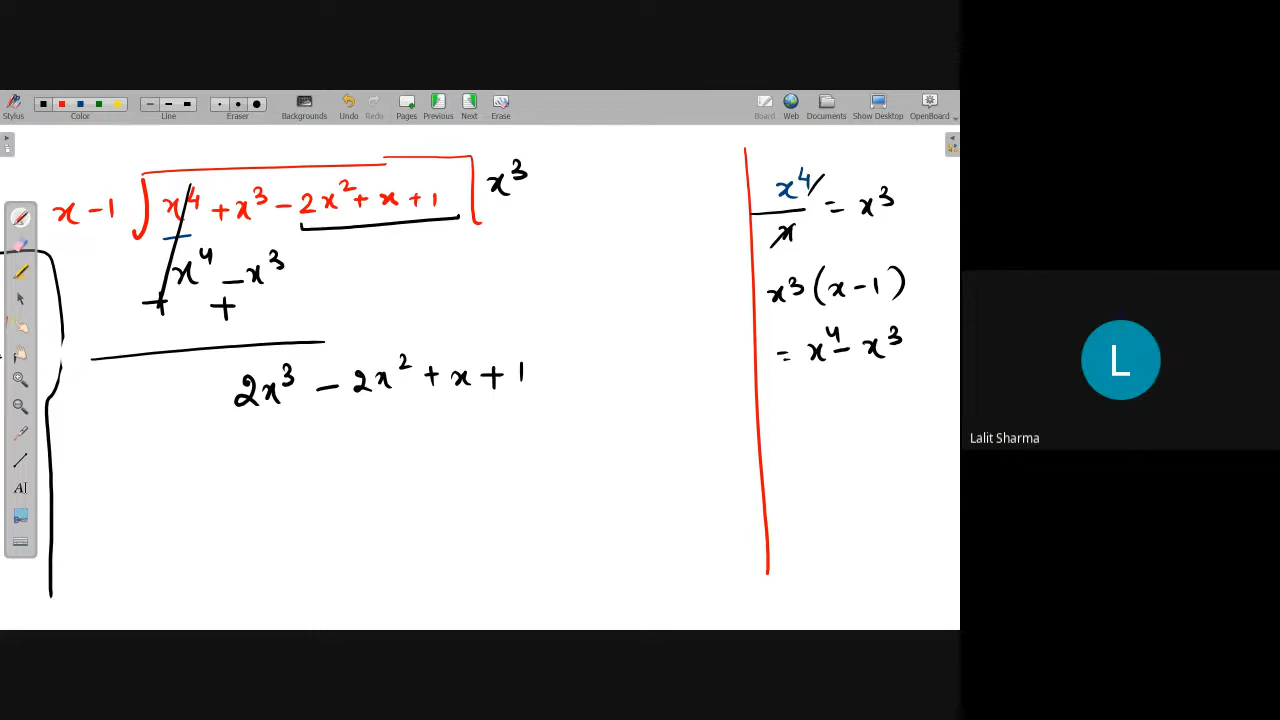 Stylus Color Line Eraser Backgrounds Undo Redo Pages Previous Next Erase Board Web Documents Show Desktop OpenBoard
x - 1 x⁴ + x³ - 2x² + x + 1 x³
x⁴ - x³
+ +
2x³ - 2x² + x + 1
x⁴/x = x³
x³(x - 1)
= x⁴ - x³
AI
L
Lalit Sharma